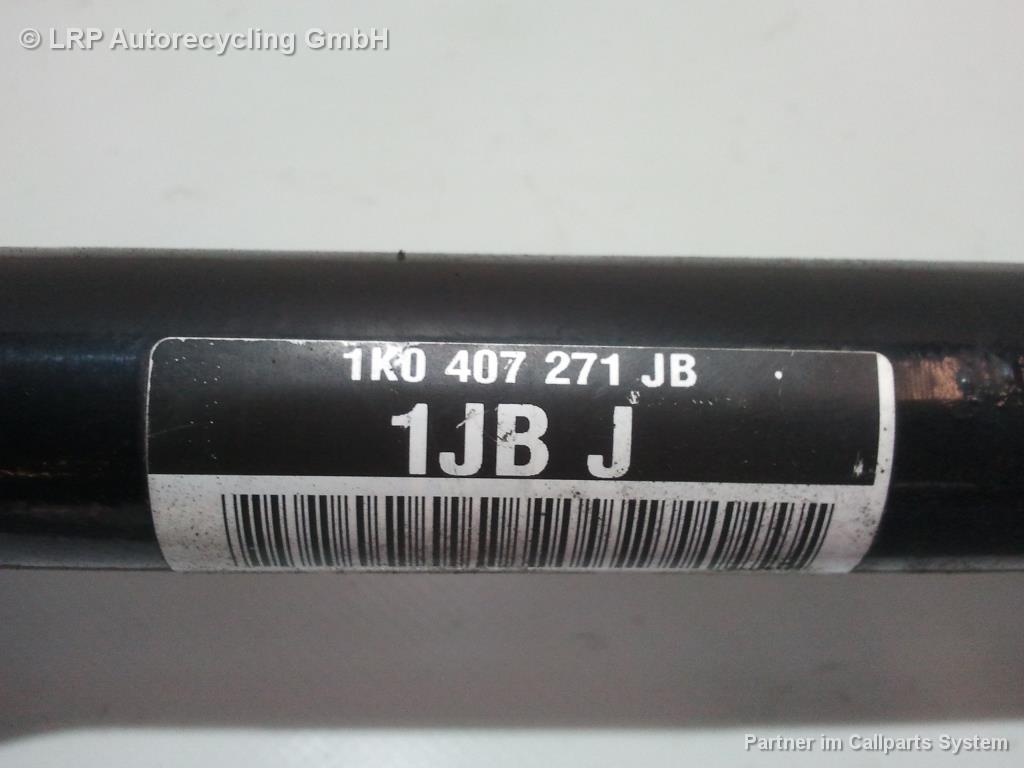 © LRP Autorecycling GmbH
1K0 407 271 JB
1JB J
Partner im Callparts System